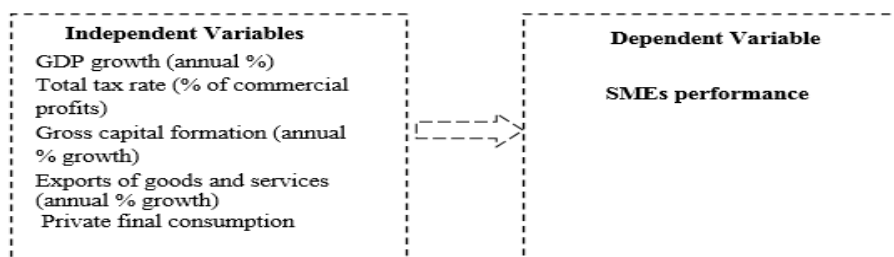 Independent Variables
GDP growth (annual %)
Total tax rate (% of commercial
profits)
Gross capital formation (annual
% growth)
Exports of goods and services
(annual % growth)
Private final consumption
Dependent Variable
SMEs performance